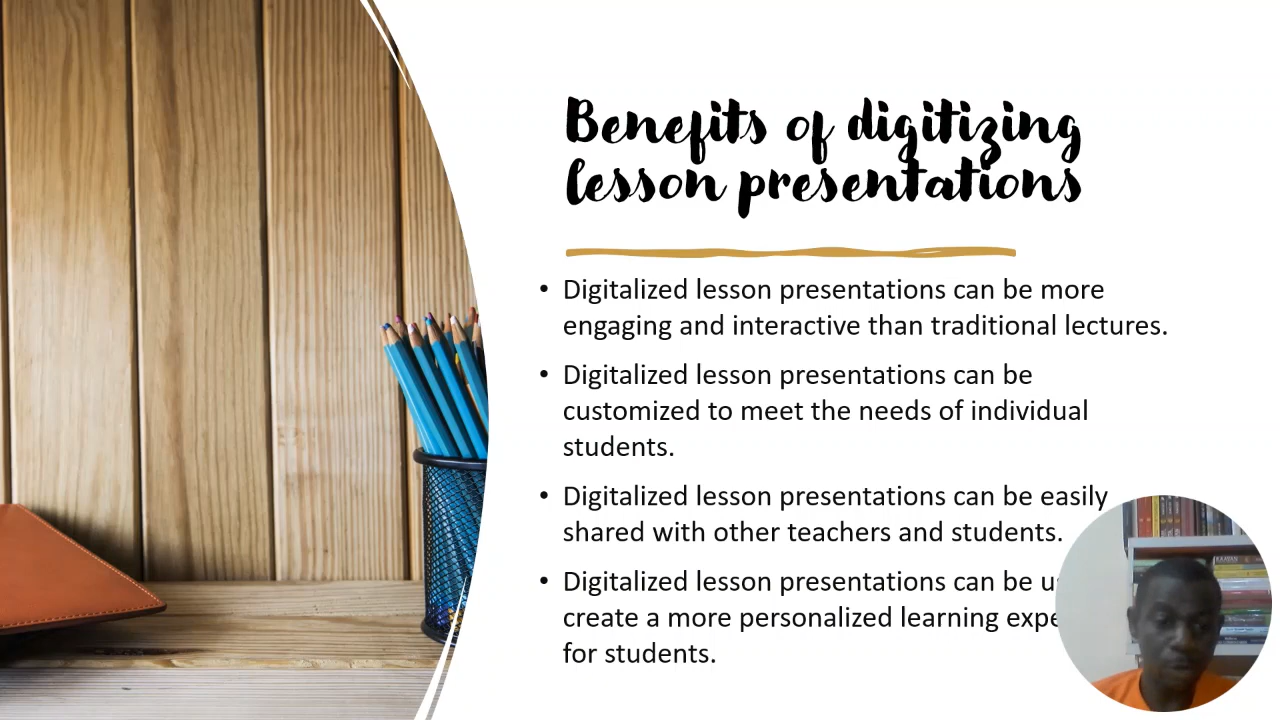 Benefits of digitizing
lesson presentations
• Digitalized lesson presentations can be more
engaging and interactive than traditional lectures.
• Digitalized lesson presentations can be
customized to meet the needs of individual
students.
• Digitalized lesson presentations can be easily
shared with other teachers and students.
• Digitalized lesson presentations can be
create a more personalized learning
for students.